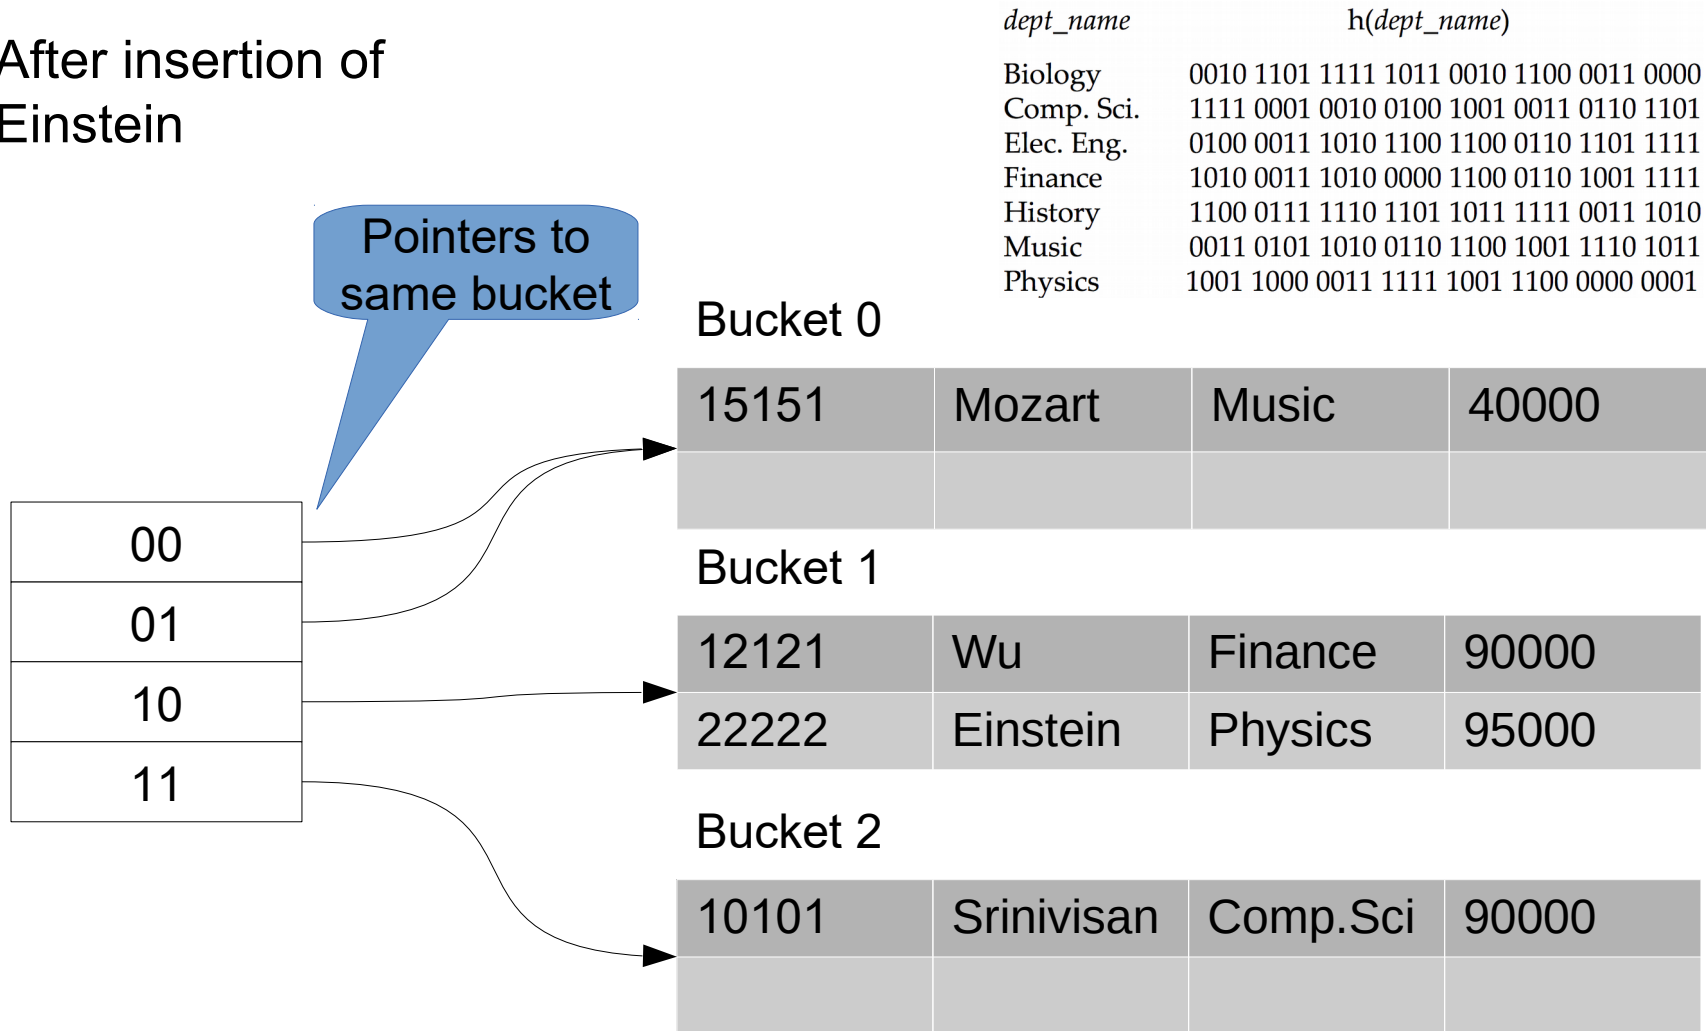 After insertion of
Einstein
dept_name h(dept_name)
Biology 0010 1101 1111 1011 0010 1100 0011 0000
Comp. Sci. 1111 0001 0010 0100 1001 0011 0110 1101
Elec. Eng. 0100 0011 1010 1100 1100 0110 1101 1111
Finance 1010 0011 1010 0000 1100 0110 1001 1111
History 1100 0111 1110 1101 1011 1111 0011 1010
Music 0011 0101 1010 0110 1100 1001 1110 1011
Physics 1001 1000 0011 1111 1001 1100 0000 0001
Pointers to
same bucket
00
01
10
11
Bucket 0
15151 Mozart Music 40000
Bucket 1
12121 Wu Finance 90000
22222 Einstein Physics 95000
Bucket 2
10101 Srinivisan Comp.Sci 90000